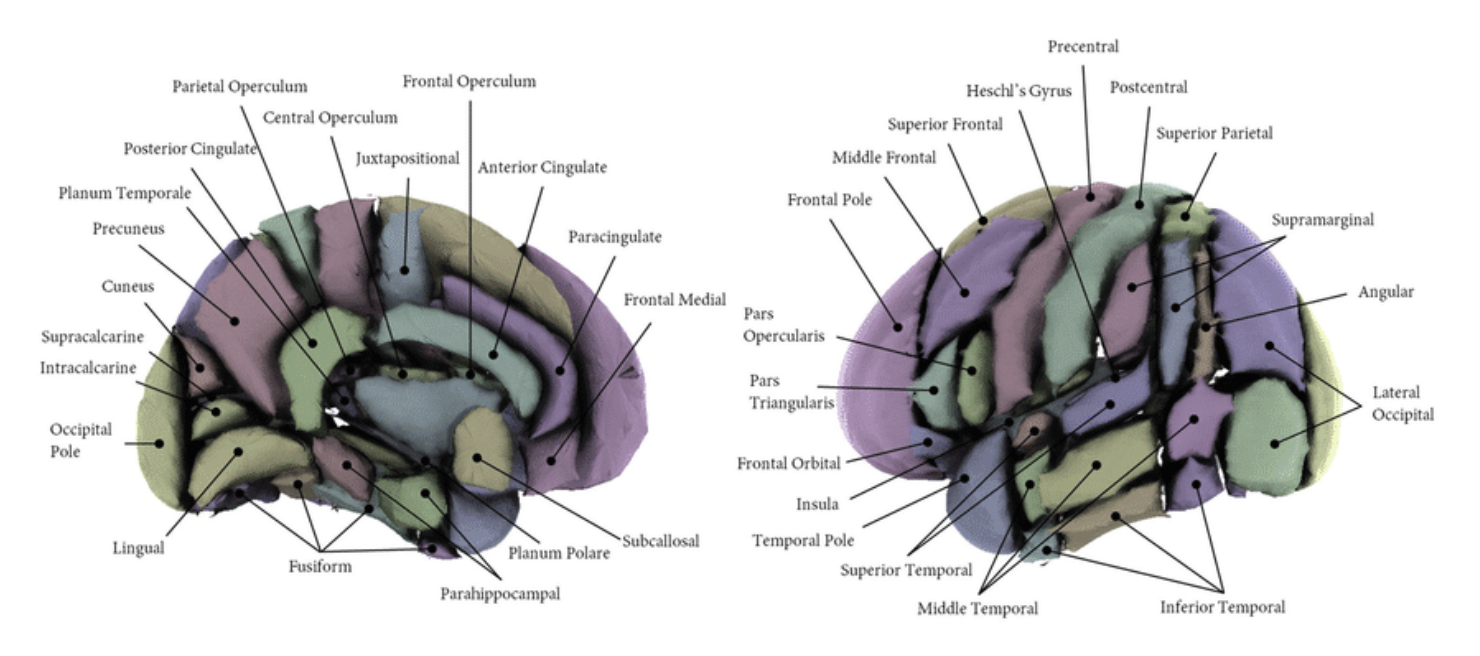 Parietal Operculum
Frontal Operculum
Central Operculum
Posterior Cingulate
Juxtapositional
Anterior Cingulate
Planum Temporale
Precuneus
Paracingulate
Cuneus
Frontal Medial
Supracalcarine
Intracalcarine
Occipital
Pole
Lingual
Fusiform
Planum Polare
Subcallosal
Parahippocampal
Precentral
Heschl's Gyrus
Postcentral
Superior Frontal
Superior Parietal
Middle Frontal
Frontal Pole
Supramarginal
Angular
Pars
Opercularis
Pars
Triangularis
Lateral
Occipital
Frontal Orbital
Insula
Temporal Pole
Superior Temporal
Middle Temporal
Inferior Temporal